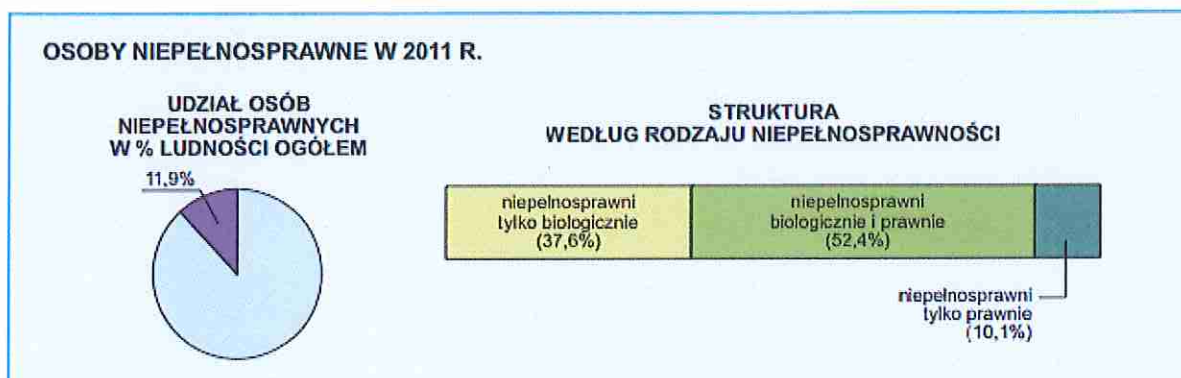 OSOBY NIEPEŁNOSPRAWNE W 2011 R.
UDZIAŁ OSÓB
NIEPEŁNOSPRAWNYCH
W % LUDNOŚCI OGÓŁEM
11,9%
STRUKTURA
WEDŁUG RODZAJU NIEPEŁNOSPRAWNOŚCI
niepełnosprawni
tylko biologicznie
(37,6%)
niepełnosprawni
biologicznie i prawnie
(52,4%)
niepełnosprawni
tylko prawnie
(10,1%)